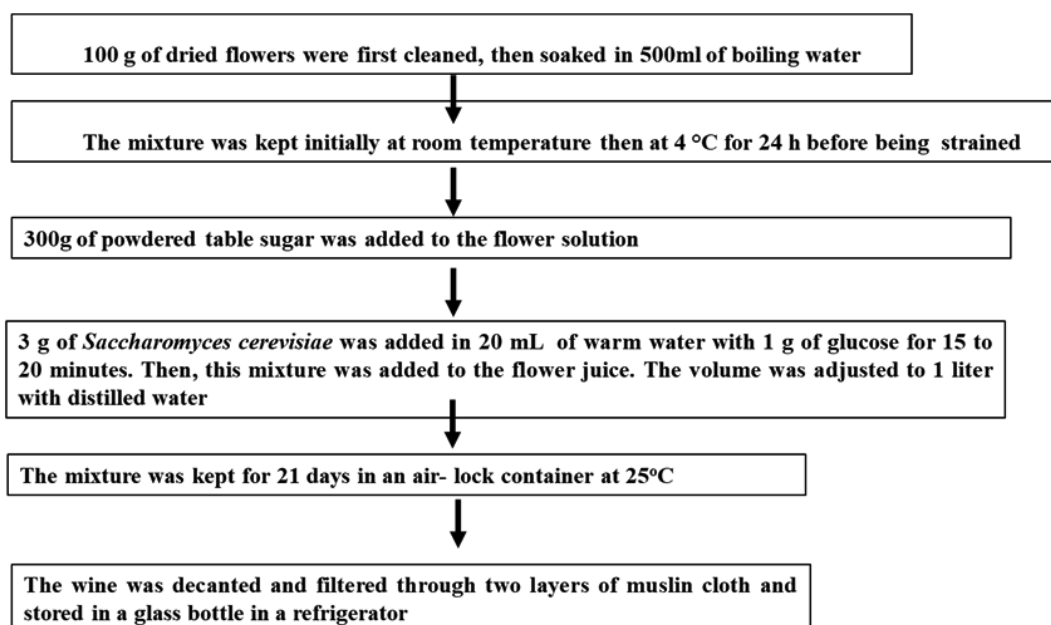 100 g of dried flowers were first cleaned, then soaked in 500ml of boiling water
The mixture was kept initially at room temperature then at 4 °C for 24 h before being strained
300g of powdered table sugar was added to the flower solution
3 g of Saccharomyces cerevisiae was added in 20 mL of warm water with 1 g of glucose for 15 to
20 minutes. Then, this mixture was added to the flower juice. The volume was adjusted to 1 liter
with distilled water
The mixture was kept for 21 days in an air- lock container at 25°C
The wine was decanted and filtered through two layers of muslin cloth and
stored in a glass bottle in a refrigerator